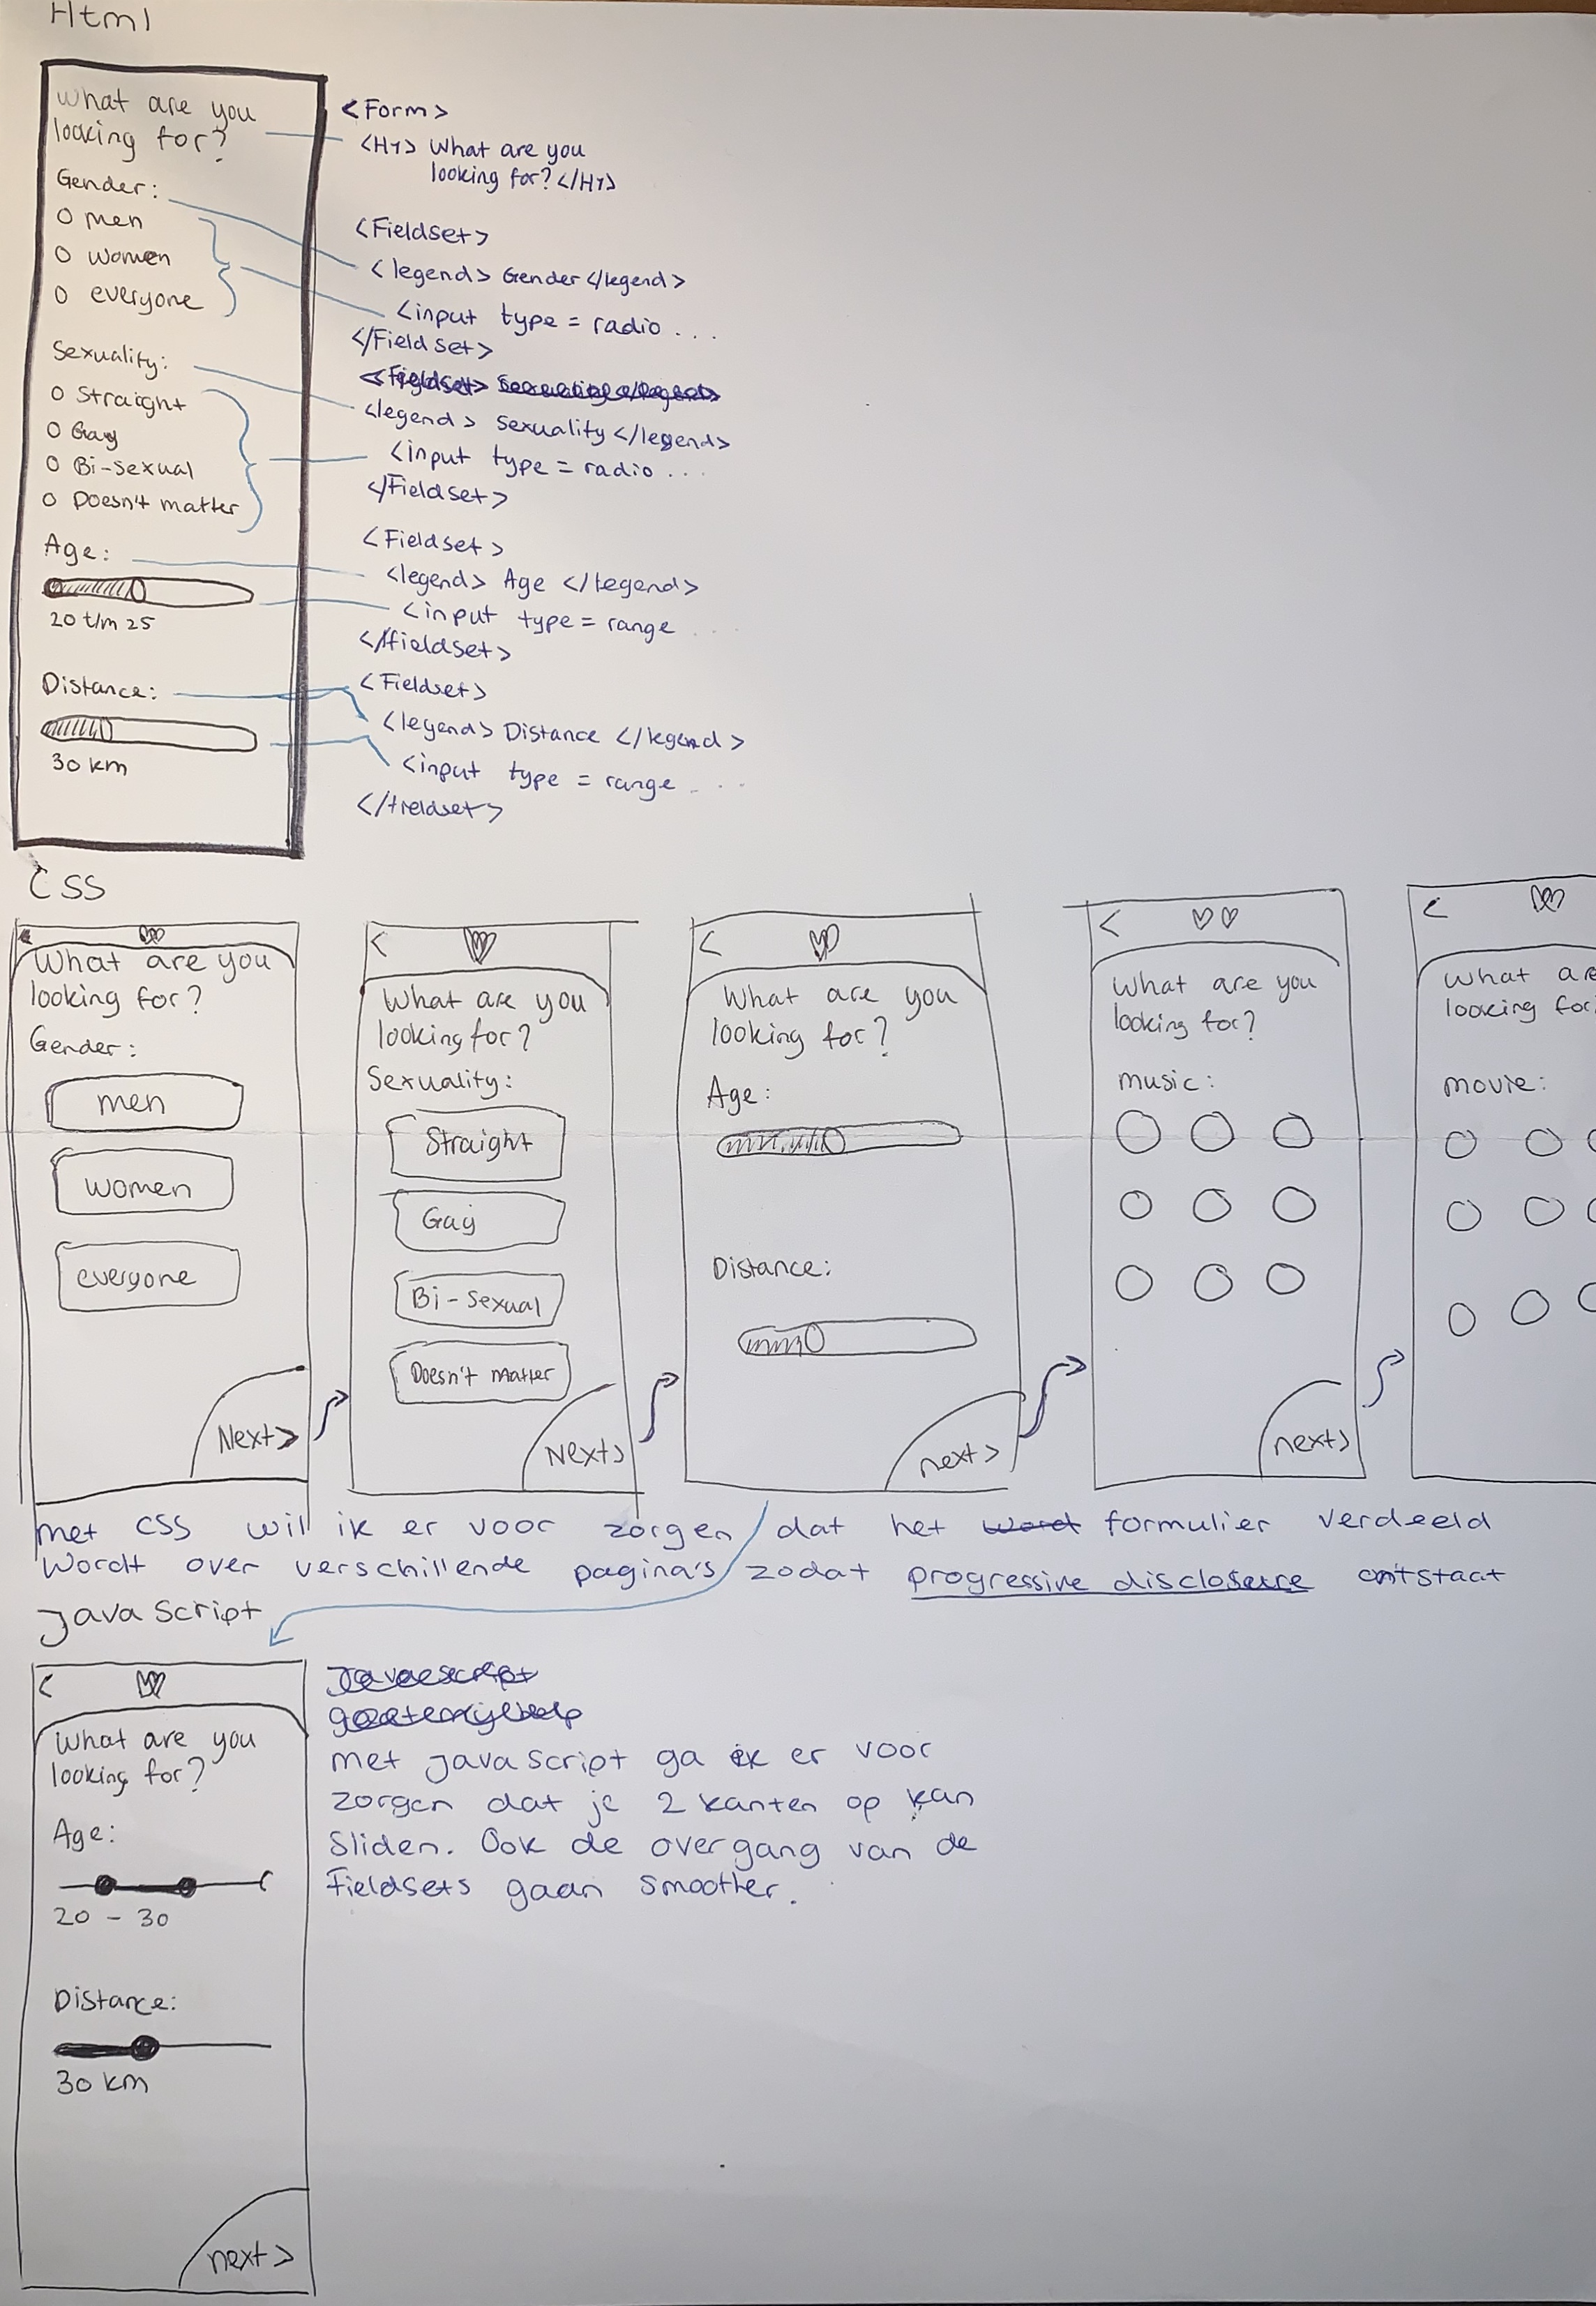 Html
What are you
looking for?
Gender:
O men
O women
O everyone
Sexuality:
O Straight
O Gay
O Bi-sexual
O Doesn't matter
Age:
20 t/m 25
Distance:
30 km
<Form>
<H1> What are you
looking for? </H1>
<Fieldset>
<legend> Gender </legend>
<input type = radio ...
</Fieldset>
<legend> Sexuality </legend>
<input type = radio ...
</Fieldset>
<Fieldset>
<legend> Age </legend>
<input type = range ...
</fieldset>
<Fieldset>
<legend> Distance </legend>
<input type = range ...
</fieldset>
CSS
What are you
looking for?
Gender:
men
women
everyone
Next>
<
What are you
looking for?
Sexuality:
Straight
Gay
Bi-sexual
Doesn't matter
Next>
<
What are you
looking for?
Age:
Distance:
next>
<
What are you
looking for?
music:
next>
<
What are
looking for
movie:
met CSS wil ik er voor zorgen dat het word formulier verdeeld
wordt over verschillende pagina's zodat progressive disclosure ontstaat
Java Script
<
What are you
looking for?
Age:
20 - 30
Distance:
30 km
next>
met javascript ga ik er voor
zorgen dat je 2 kanten op kan
sliden. Ook de overgang van de
fieldsets gaan smoother.